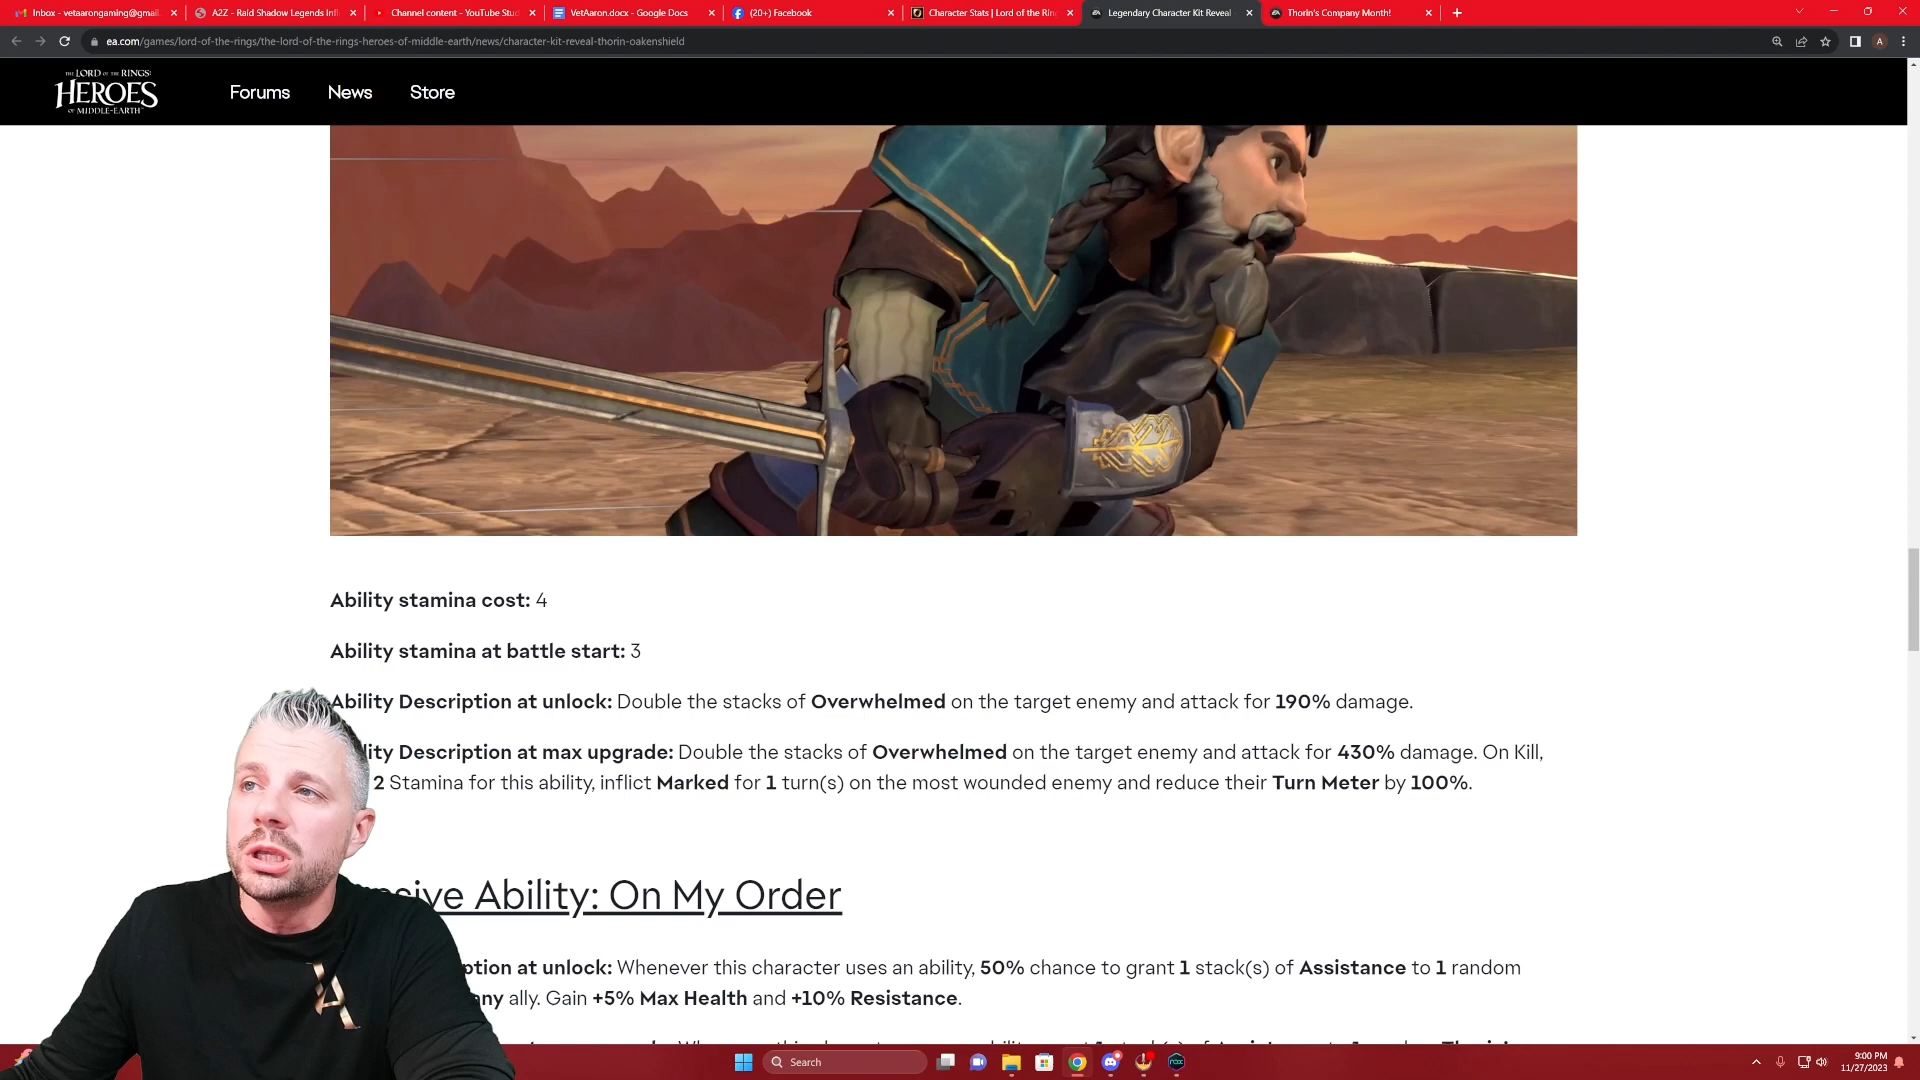 Inbox - vetaarongaming@gmail.
A2Z - Raid Shadow Legends Infl
Channel content - YouTube Stud
VetAaron.docx - Google Docs
(20+) Facebook
Character Stats | Lord of the Rin
Legendary Character Kit Reveal
Thorin's Company Month!
ea.com/games/lord-of-the-rings/the-lord-of-the-rings-heroes-of-middle-earth/news/character-kit-reveal-thorin-oakenshield
A
THE LORD OF THE RINGS:
HEROES
OF MIDDLE-EARTH
Forums News Store
Ability stamina cost: 4
Ability stamina at battle start: 3
Ability Description at unlock: Double the stacks of Overwhelmed on the target enemy and attack for 190% damage.
lity Description at max upgrade: Double the stacks of Overwhelmed on the target enemy and attack for 430% damage. On Kill,
2 Stamina for this ability, inflict Marked for 1 turn(s) on the most wounded enemy and reduce their Turn Meter by 100%.
ssive Ability: On My Order
ption at unlock: Whenever this character uses an ability, 50% chance to grant 1 stack(s) of Assistance to 1 random
ny ally. Gain +5% Max Health and +10% Resistance.
Search
9:00 PM
11/27/2023